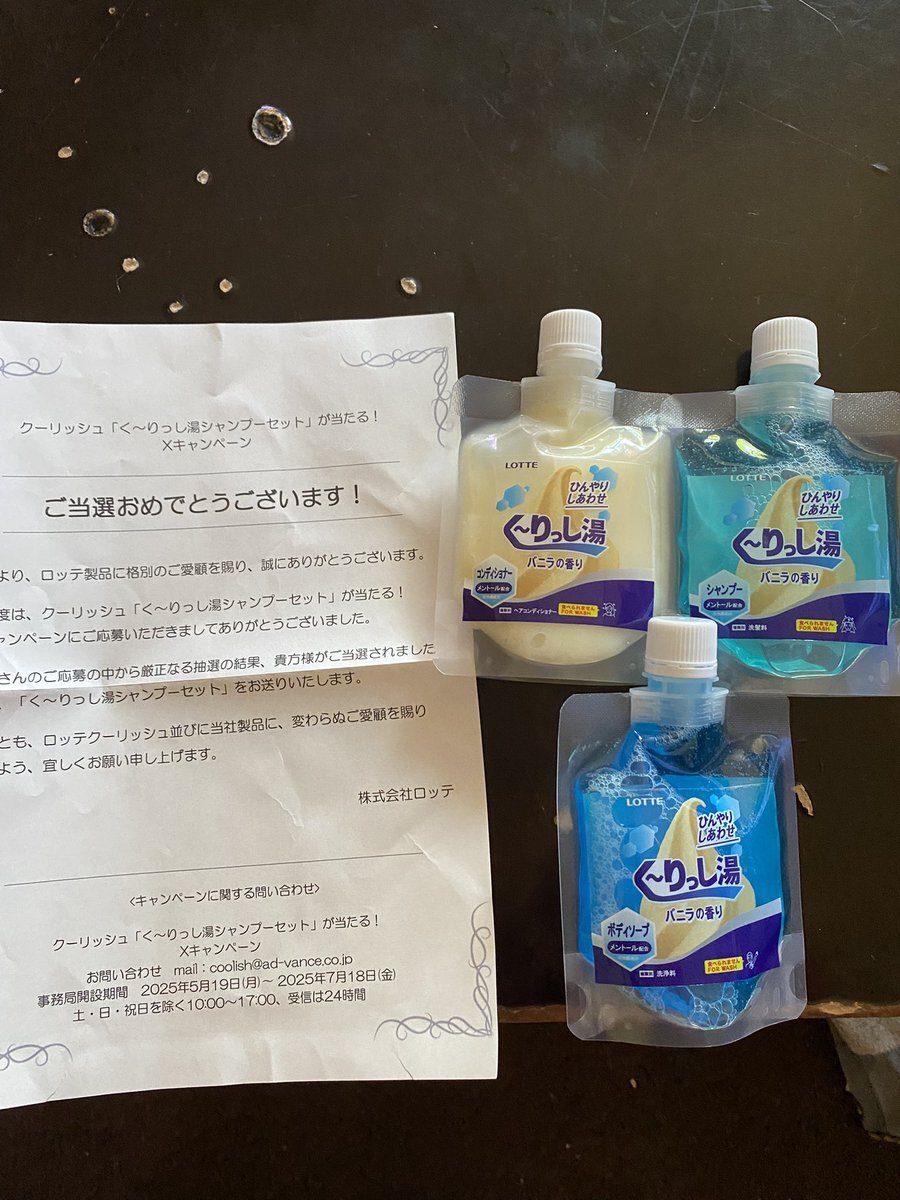 クーリッシュ「く～りっし湯シャンプーセット」が当たる！
Xキャンペーン
ご当選おめでとうございます！
より、ロッテ製品に格別のご愛顧を賜り、誠にありがとうございます。
度は、クーリッシュ「く～りっし湯シャンプーセット」が当たる！
ャンペーンにご応募いただきましてありがとうございました。
さんのご応募の中から厳正なる抽選の結果、貴方様がご当選されました
、「く～りっし湯シャンプーセット」をお送りいたします。
とも、ロッテクーリッシュ並びに当社製品に、変わらぬご愛顧を賜り
よう、宜しくお願い申し上げます。
株式会社ロッテ
<キャンペーンに関する問い合わせ>
クーリッシュ「く～りっし湯シャンプーセット」が当たる！
Xキャンペーン
お問い合わせ mail：coolish@ad-vance.co.jp
事務局開設期間 2025年5月19日(月)～ 2025年7月18日(金)
土・日・祝日を除く10:00～17:00、受信は24時間
LOTTE
ひんやり
しあわせ
く～りっし湯
バニラの香り
コンディショナー
メントール配合
ヘアコンディショナー
食べられません
FOR WASH
LOTTE
ひんやり
しあわせ
く～りっし湯
バニラの香り
シャンプー
メントール配合
洗髪料
食べられません
FOR WASH
LOTTE
ひんやり
しあわせ
く～りっし湯
バニラの香り
ボディソープ
メントール配合
洗浄料
食べられません
FOR WASH